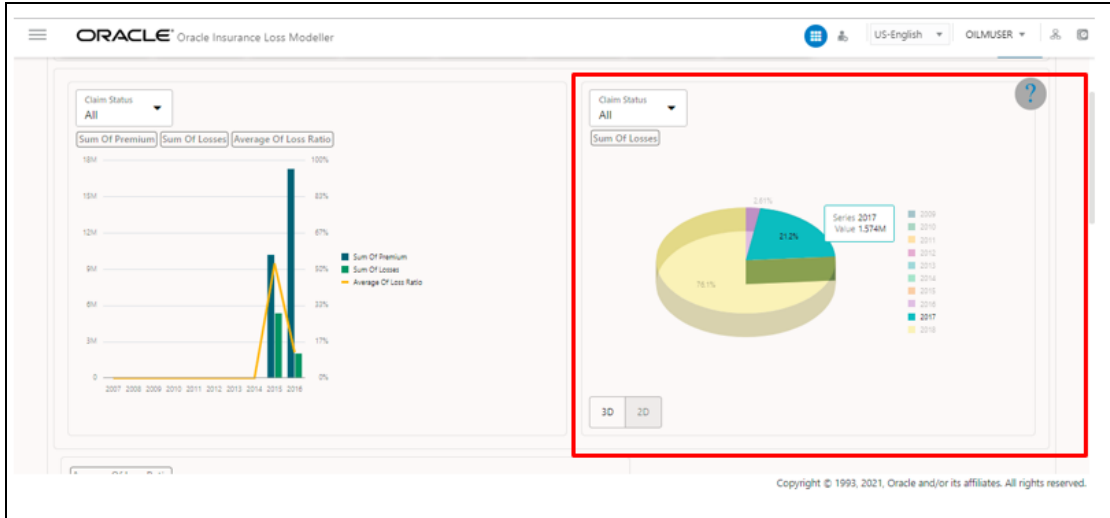 ORACLE Oracle Insurance Loss Modeller
US-English
OILMUSER
Claim Status
All
Sum Of Premium Sum Of Losses Average Of Loss Ratio
18M
15M
12M
9M
6M
3M
0
100%
83%
67%
50%
33%
17%
0%
2007 2008 2009 2010 2011 2012 2013 2014 2015 2016
Sum Of Premium
Sum Of Losses
Average Of Loss Ratio
?
Claim Status
All
Sum Of Losses
2.61%
21.2%
76.1%
Series 2017
Value 1.574M
2009
2010
2011
2012
2013
2014
2015
2016
2017
2018
3D 2D
Copyright © 1993, 2021, Oracle and/or its affiliates. All rights reserved.